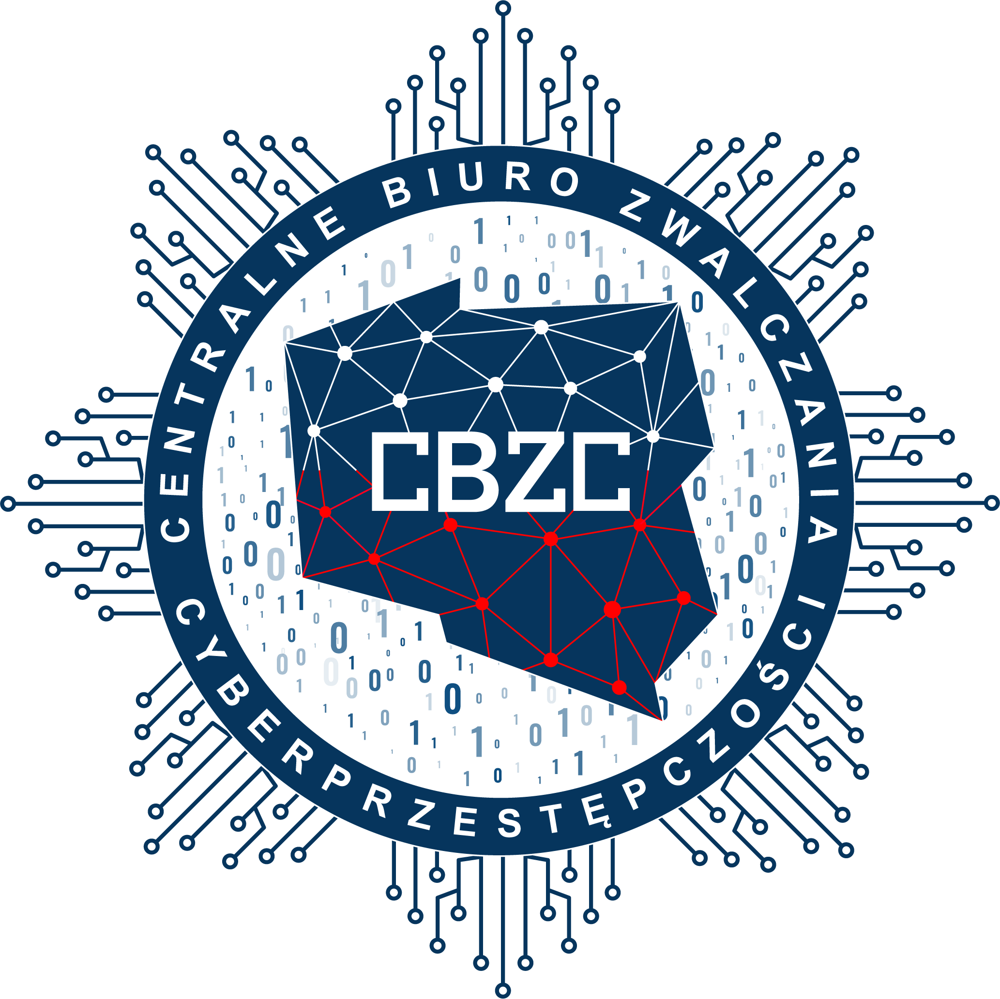 CENTRALNE BIURO ZWALCZANIA
CBZC
CYBERPRZESTĘPCZOŚCI